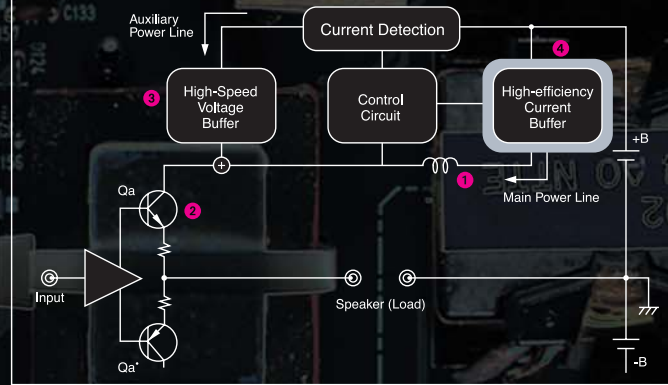 C133
Auxiliary
Power Line
Current Detection
4
3
High-Speed
Voltage
Buffer
Control
Circuit
High-efficiency
Current
Buffer
+B
+
1
Main Power Line
Qa
2
Input
Speaker (Load)
Qa'
-B